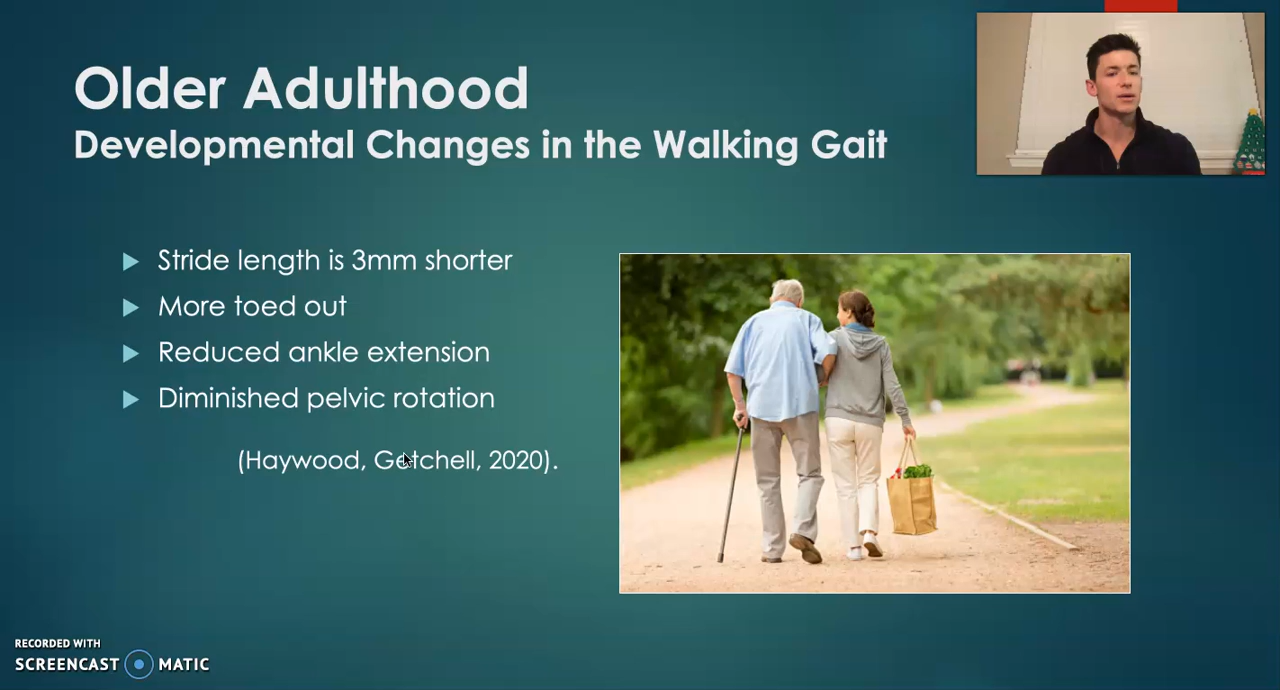 Older Adulthood
Developmental Changes in the Walking Gait
Stride length is 3mm shorter
More toed out
Reduced ankle extension
Diminished pelvic rotation
(Haywood, Getchell, 2020).
RECORDED WITH
SCREENCAST MATIC